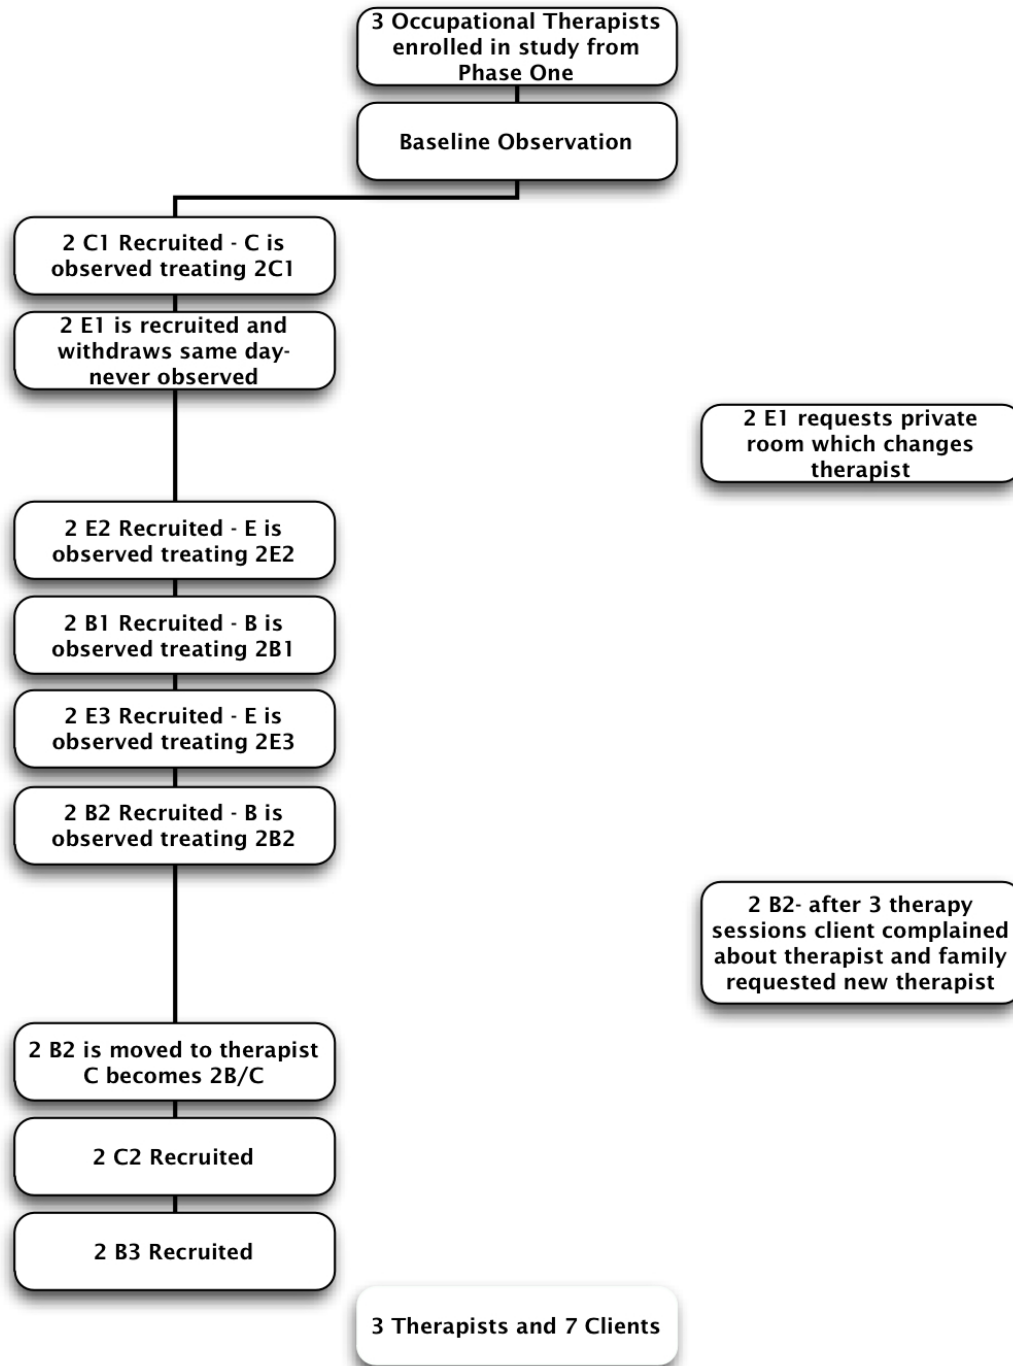 3 Occupational Therapists
enrolled in study from
Phase One
Baseline Observation
2 C1 Recruited - C is
observed treating 2C1
2 E1 is recruited and
withdraws same day-
never observed
2 E1 requests private
room which changes
therapist
2 E2 Recruited - E is
observed treating 2E2
2 B1 Recruited - B is
observed treating 2B1
2 E3 Recruited - E is
observed treating 2E3
2 B2 Recruited - B is
observed treating 2B2
2 B2- after 3 therapy
sessions client complained
about therapist and family
requested new therapist
2 B2 is moved to therapist
C becomes 2B/C
2 C2 Recruited
2 B3 Recruited
3 Therapists and 7 Clients